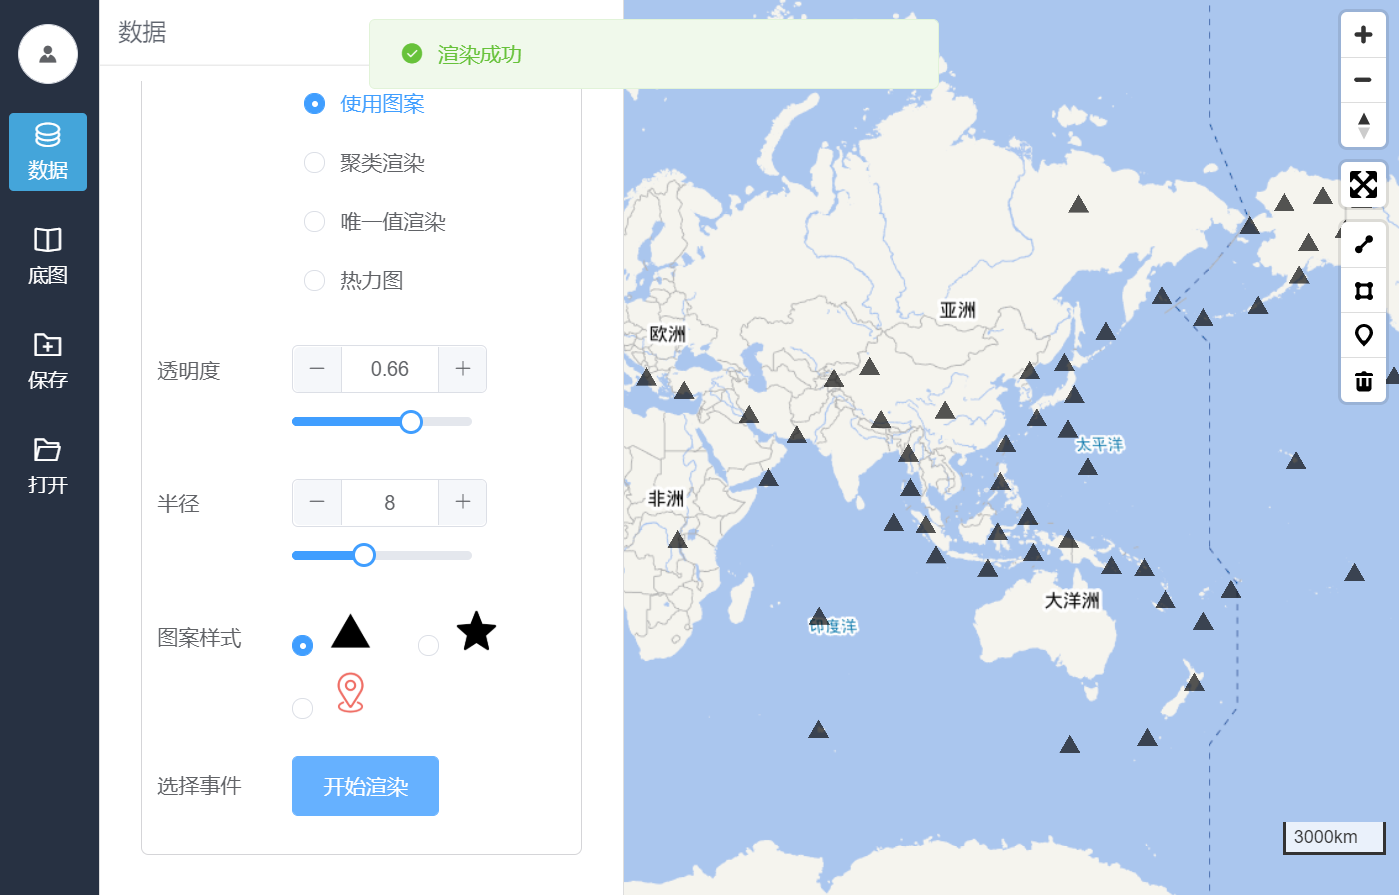 数据
渲染成功
数据
底图
保存
打开
使用图案
聚类渲染
唯一值渲染
热力图
透明度
0.66
半径
8
图案样式
选择事件
开始渲染
亚洲
欧洲
太平洋
非洲
大洋洲
印度洋
3000km